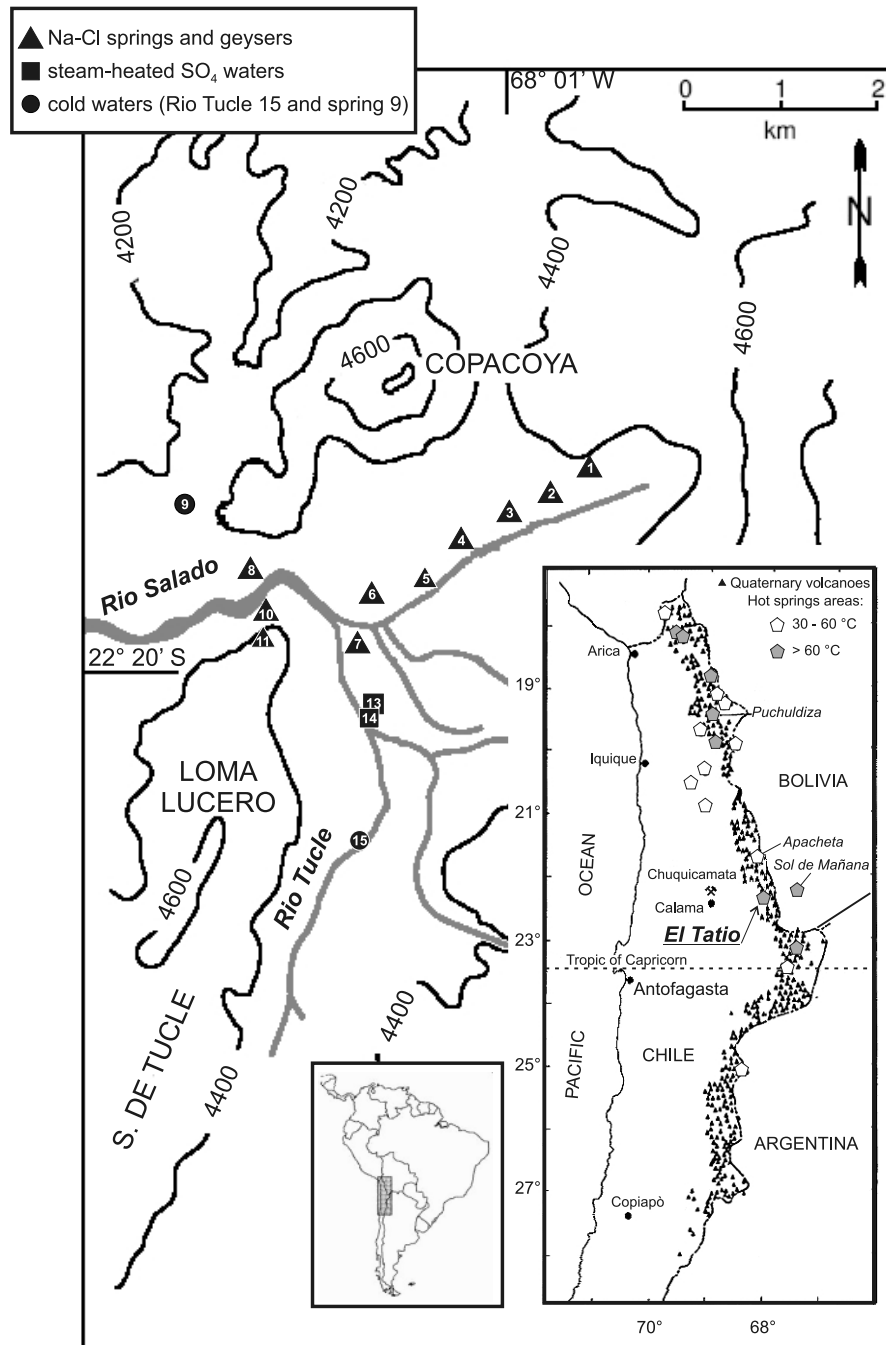 Na-Cl springs and geysers
steam-heated SO₄ waters
cold waters (Rio Tucle 15 and spring 9)
68° 01' W
0 1 2
km
N
4200
4200
4400
4600
4600
COPACOYA
1
2
3
4
5
6
7
8
9
10
11
13
14
15
Rio Salado
22° 20' S
LOMA
LUCERO
4600
Rio Tucle
S. DE TUCLE
4400
4400
Quaternary volcanoes
Hot springs areas:
30 - 60 °C
> 60 °C
Arica
19°
Puchuldiza
Iquique
BOLIVIA
21°
Apacheta
Sol de Mañana
OCEAN
Chuquicamata
Calama
El Tatio
23°
Tropic of Capricorn
Antofagasta
CHILE
PACIFIC
25°
ARGENTINA
27°
Copiapò
70° 68°